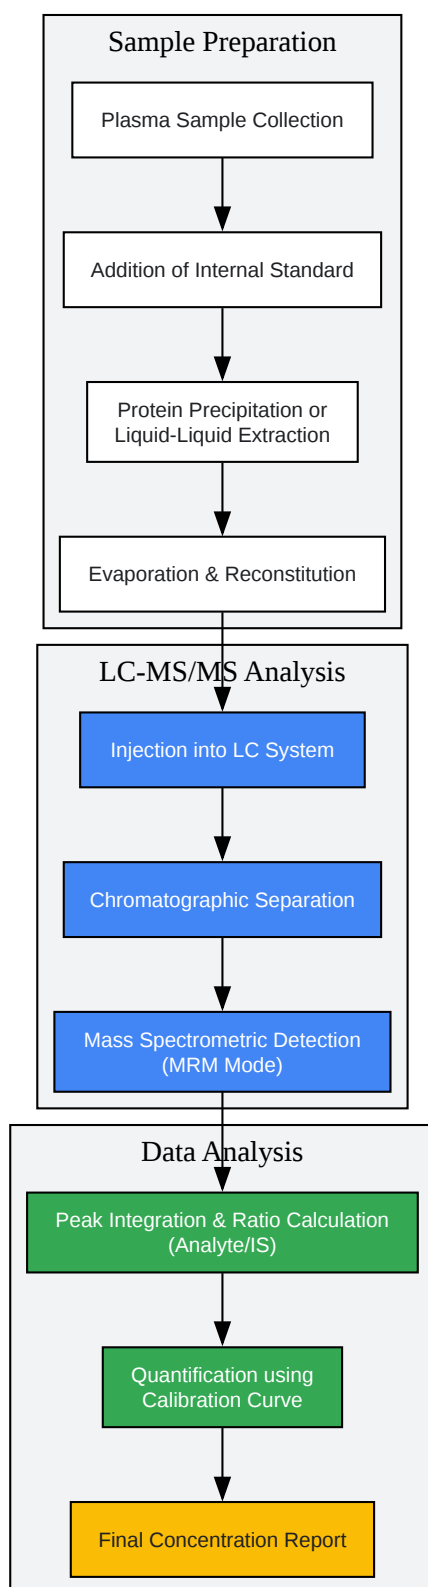 Sample Preparation
Plasma Sample Collection
Addition of Internal Standard
Protein Precipitation or
Liquid-Liquid Extraction
Evaporation & Reconstitution
LC-MS/MS Analysis
Injection into LC System
Chromatographic Separation
Mass Spectrometric Detection
(MRM Mode)
Data Analysis
Peak Integration & Ratio Calculation
(Analyte/IS)
Quantification using
Calibration Curve
Final Concentration Report